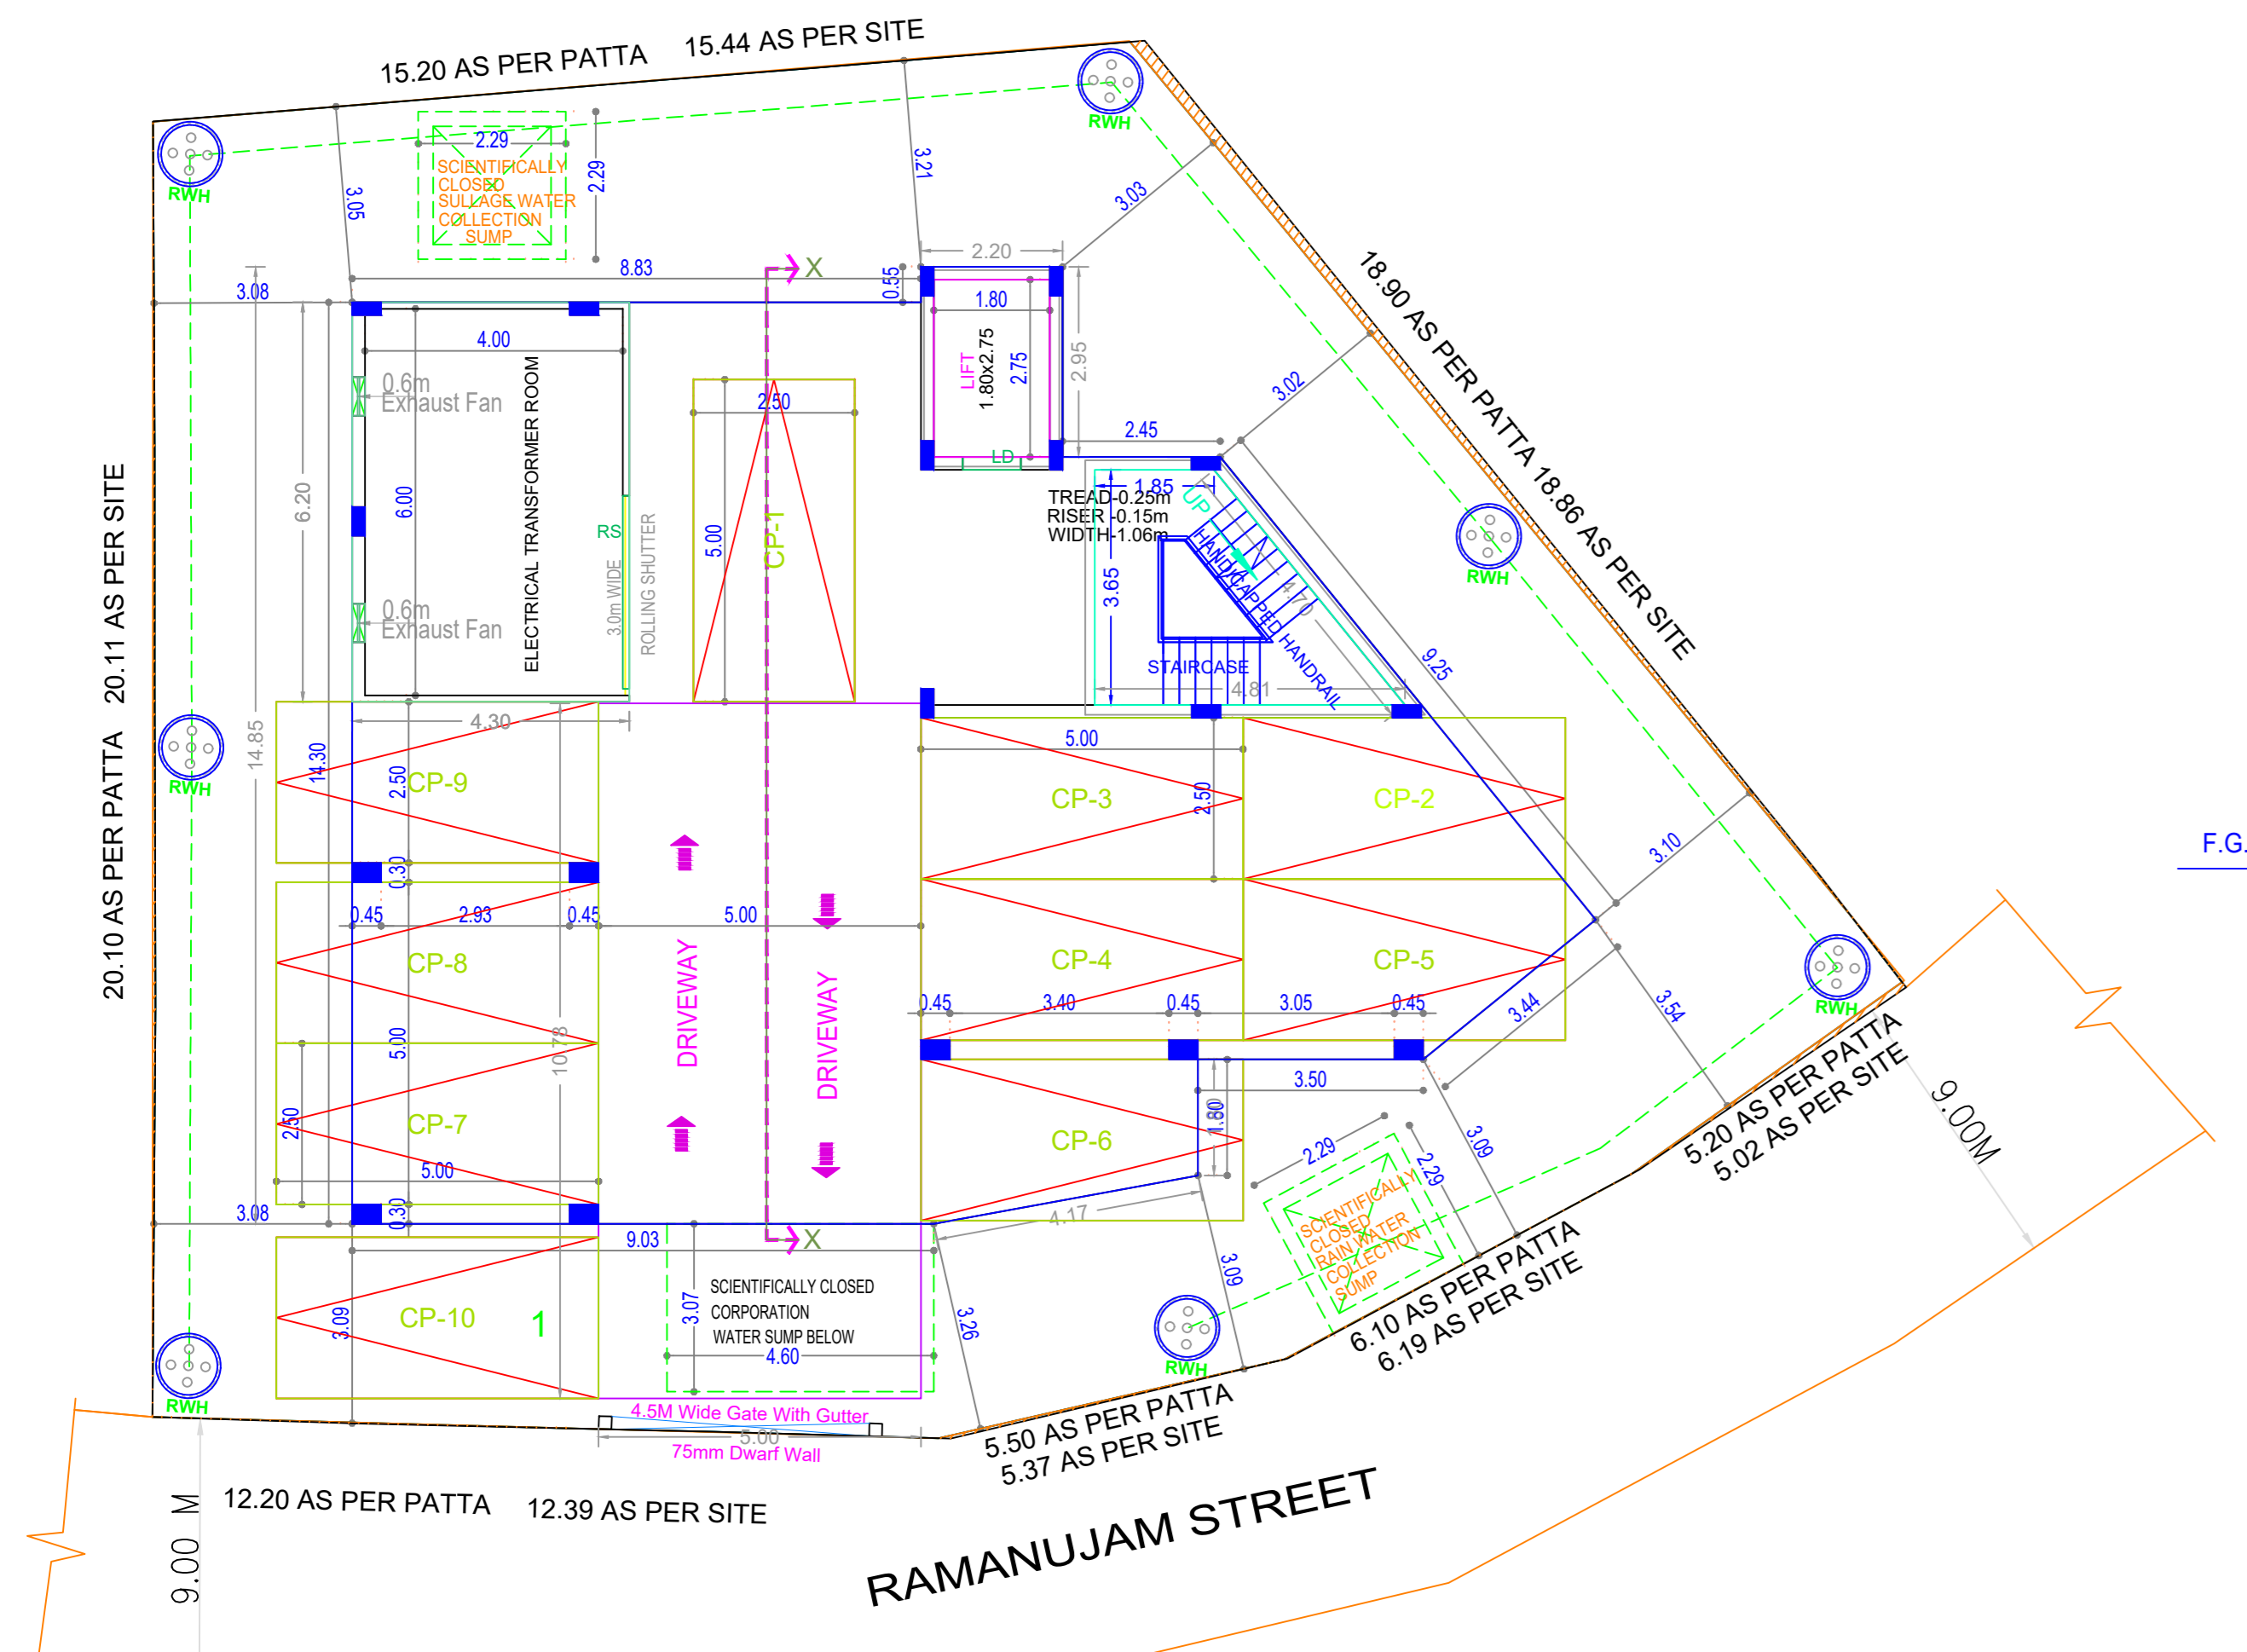 15.20 AS PER PATTA 15.44 AS PER SITE
RWH
RWH
2.29
2.29
SCIENTIFICALLY
CLOSED
SULLAGE WATER
COLLECTION
SUMP
3.05
3.21
3.03
3.08
8.83
X
0.55
2.20
1.80
LIFT
1.80x2.75
2.75
2.95
LD
2.45
3.02
18.90 AS PER PATTA 18.86 AS PER SITE
4.00
0.6m
Exhaust Fan
ELECTRICAL TRANSFORMER ROOM
6.20
6.00
RS
3.0m WIDE
ROLLING SHUTTER
0.6m
Exhaust Fan
2.50
5.00
CP-1
1.85
TREAD-0.25m
RISER -0.15m
WIDTH-1.06m
UP
HANDICAPPED HANDRAIL
4.70
3.65
STAIRCASE
4.81
9.25
RWH
20.10 AS PER PATTA 20.11 AS PER SITE
14.85
14.30
4.30
RWH
CP-9
2.50
0.30
5.00
CP-3
2.50
CP-2
3.10
F.G.
0.45
2.93
0.45
5.00
CP-8
5.00
10.78
DRIVEWAY
DRIVEWAY
CP-4
CP-5
0.45
3.40
0.45
3.05
0.45
3.44
3.54
RWH
2.50
CP-7
5.00
0.30
CP-6
1.80
3.50
3.09
2.29
2.29
SCIENTIFICALLY
CLOSED
RAIN WATER
COLLECTION
SUMP
5.20 AS PER PATTA
5.02 AS PER SITE
9.00M
3.08
9.03
X
4.17
3.09
3.26
3.09
CP-10
1
3.07
SCIENTIFICALLY CLOSED
CORPORATION
WATER SUMP BELOW
4.60
RWH
RWH
6.10 AS PER PATTA
6.19 AS PER SITE
4.5M Wide Gate With Gutter
5.00
75mm Dwarf Wall
5.50 AS PER PATTA
5.37 AS PER SITE
12.20 AS PER PATTA 12.39 AS PER SITE
9.00 M
RAMANUJAM STREET